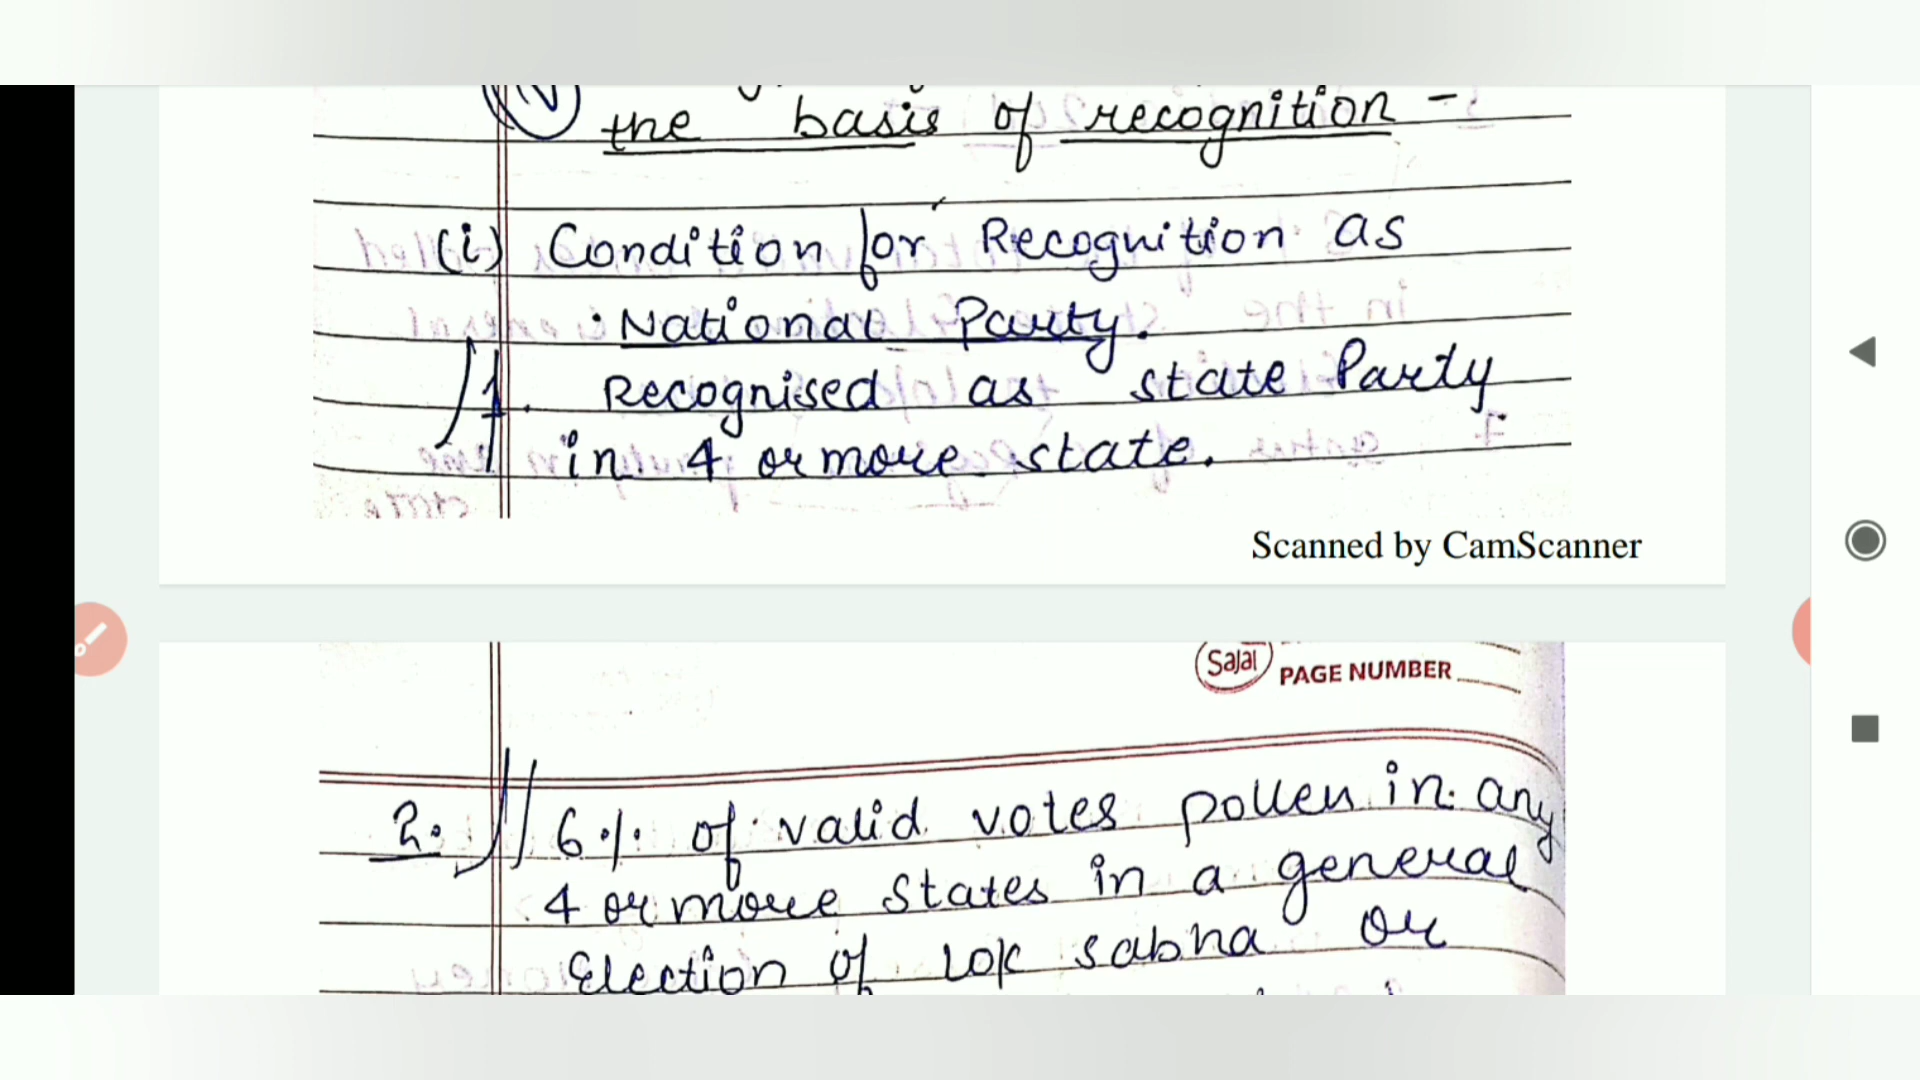 the basis of recognition -
(i) Condition for Recognition as
National Party.
1. Recognised as state Party
in 4 or more state.
Scanned by CamScanner
Sajal
PAGE NUMBER
2. 6% of valid votes pollen in any
4 or more States in a general
Election of Lok sabha or